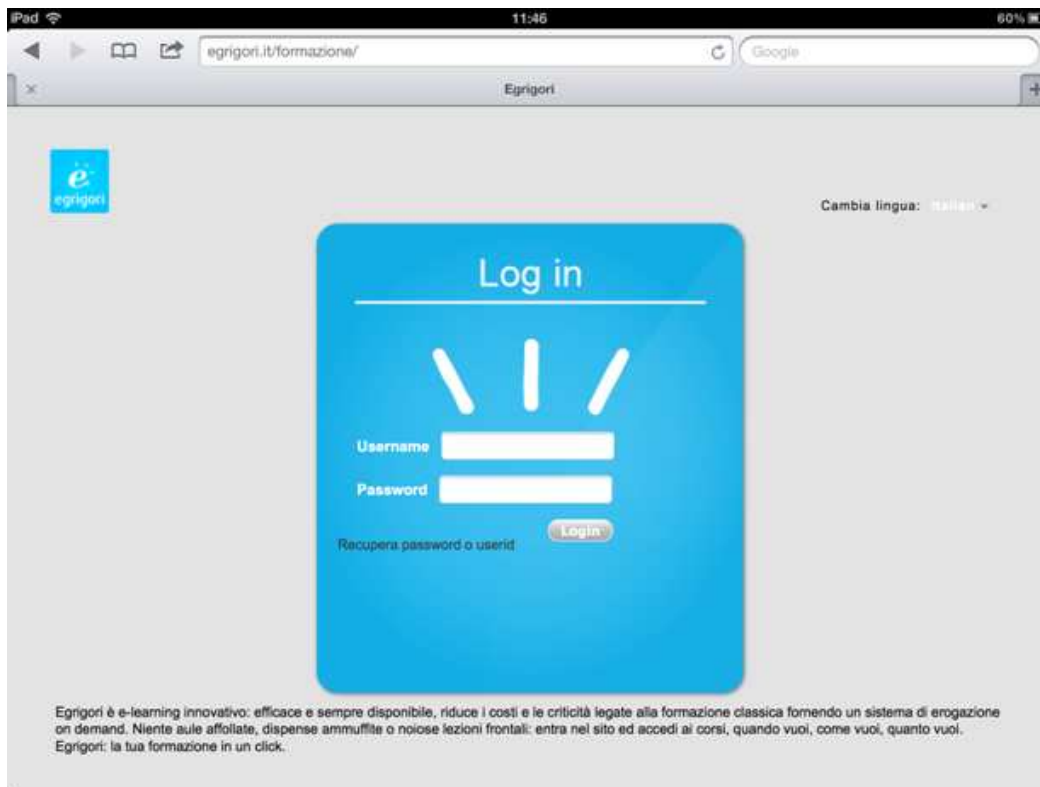 iPad 11:46 60%
egrigori.it/formazione/ Google
Egrigori
ë
egrigori
Cambia lingua: Italian
Log in
Username
Password
Login
Recupera password o userid
Egrigori è e-learning innovativo: efficace e sempre disponibile, riduce i costi e le criticità legate alla formazione classica fornendo un sistema di erogazione
on demand. Niente aule affollate, dispense ammuffite o noiose lezioni frontali: entra nel sito ed accedi ai corsi, quando vuoi, come vuoi, quanto vuoi.
Egrigori: la tua formazione in un click.